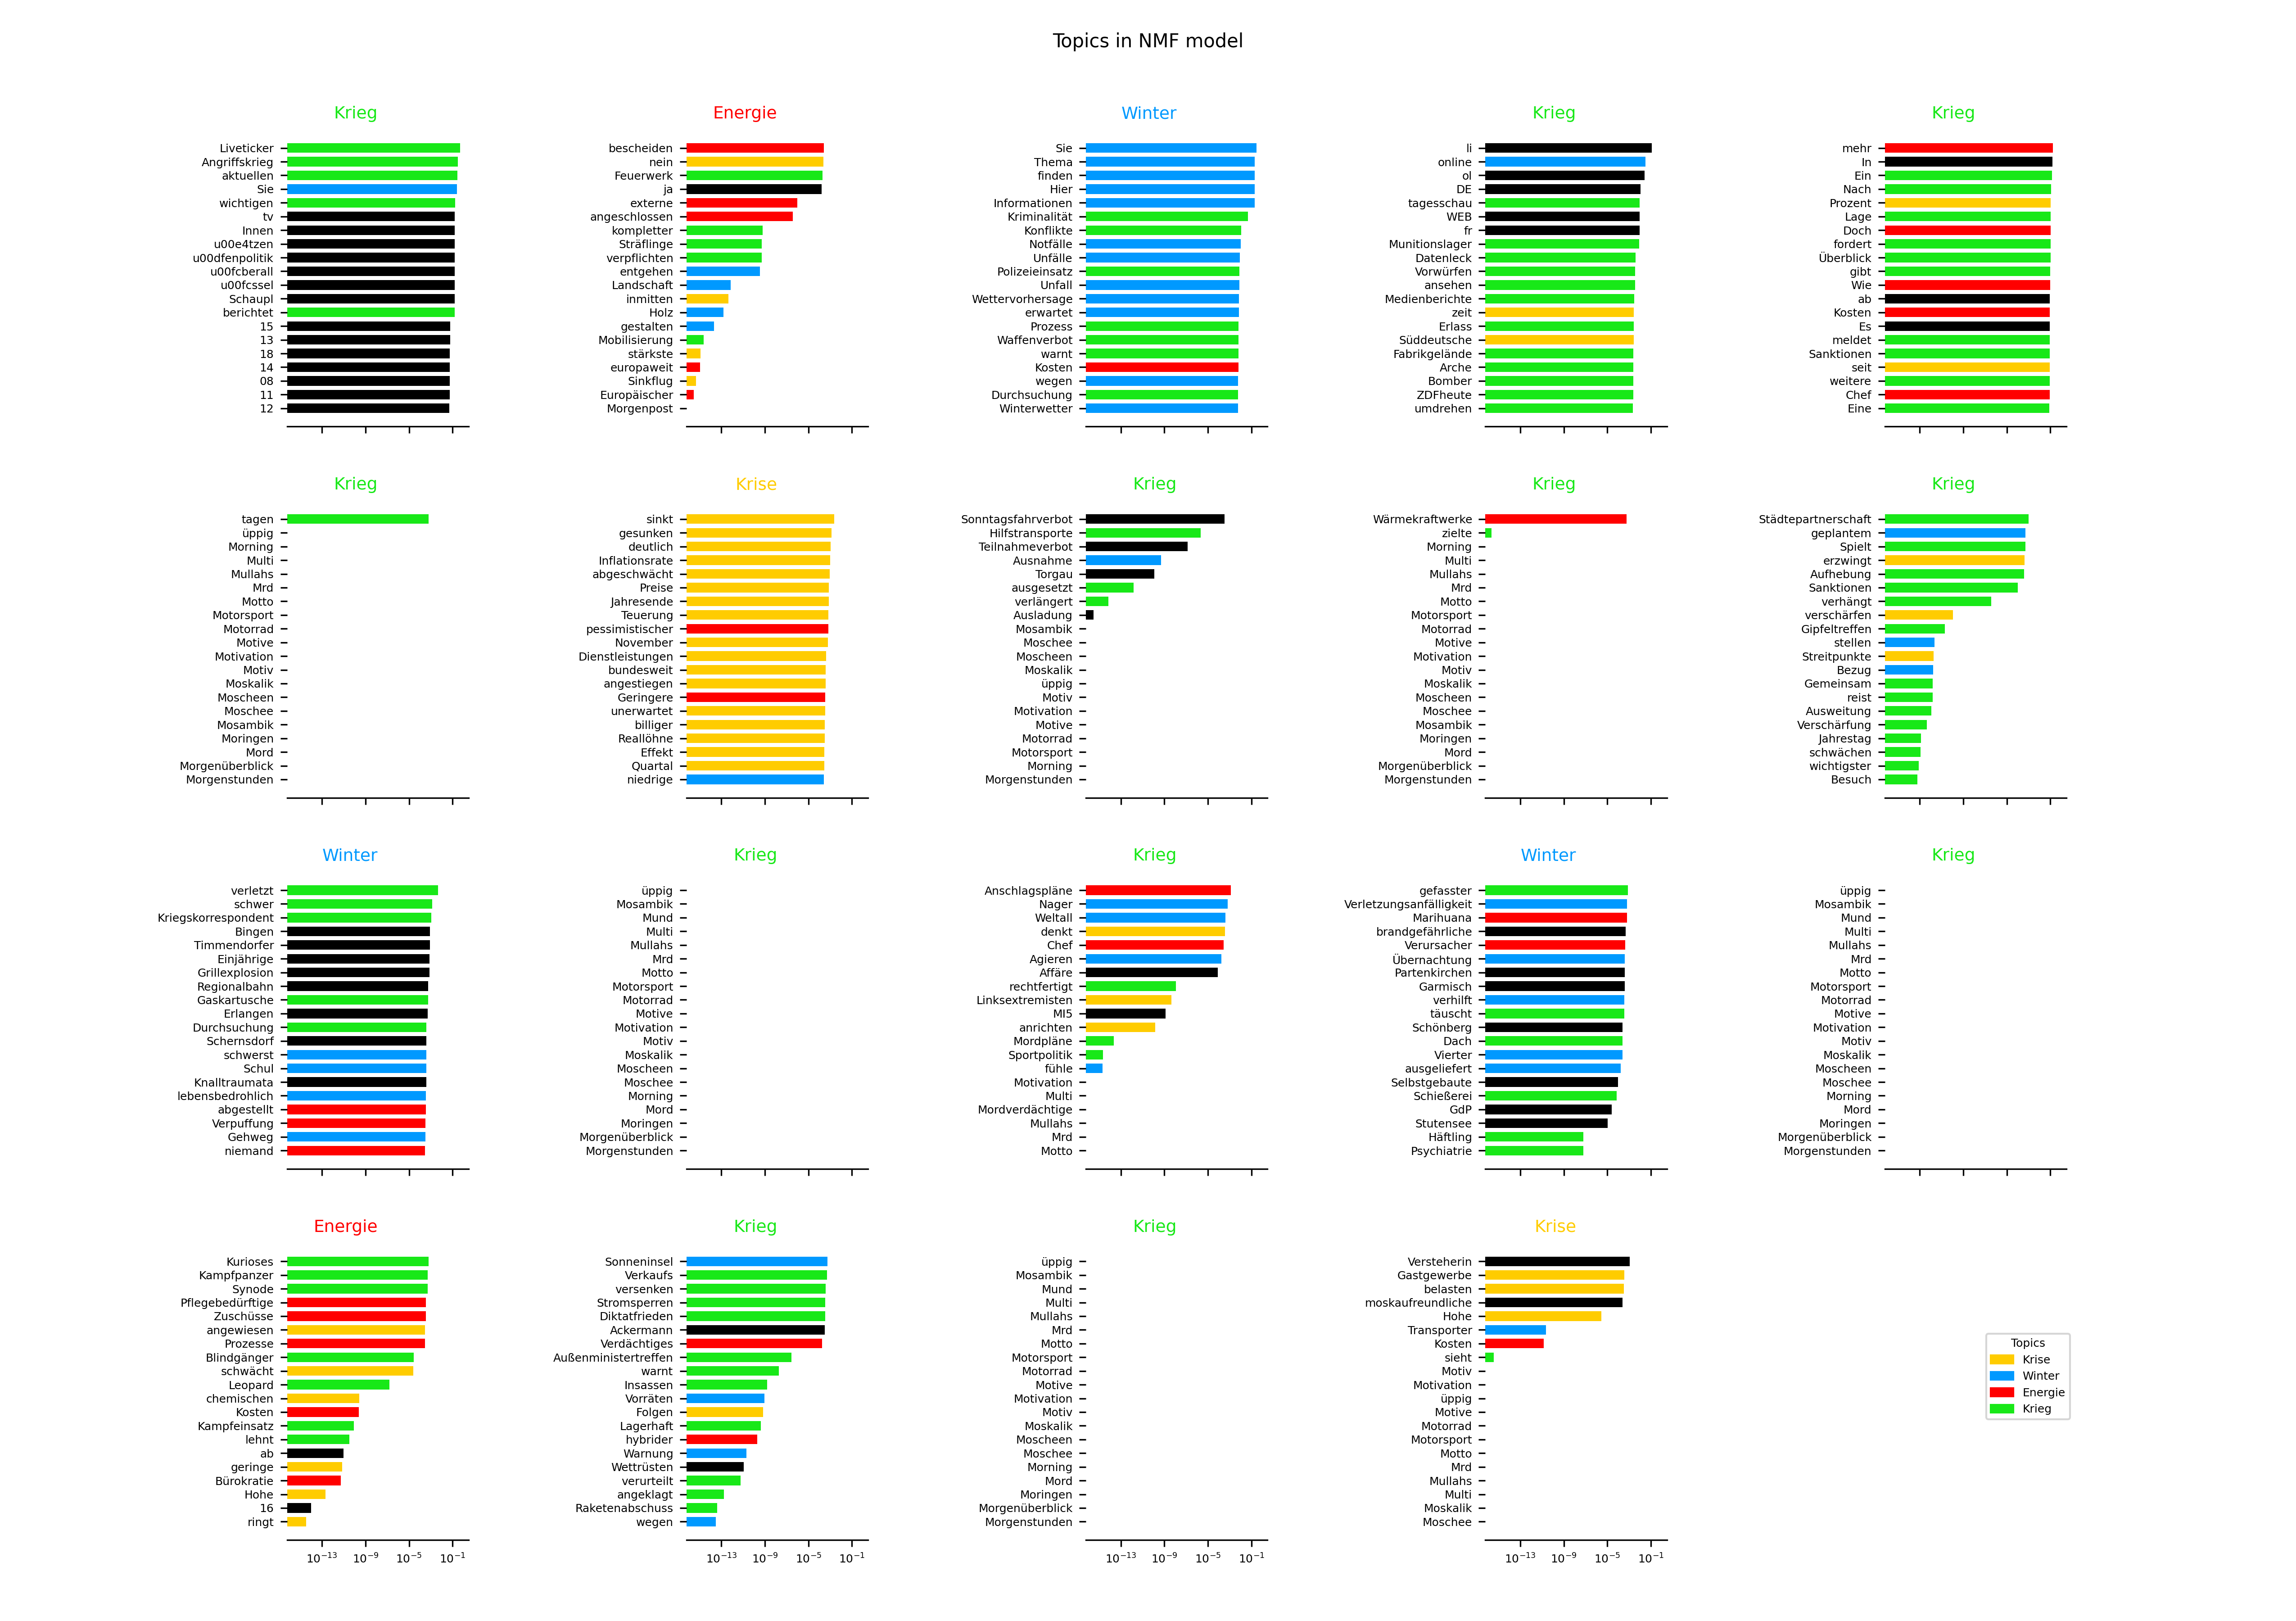 Topics in NMF model
Krieg
Liveticker
Angriffskrieg
aktuellen
Sie
wichtigen
tv
Innen
u00e4tzen
u00dfenpolitik
u00fcberall
u00fcssel
Schaupl
berichtet
15
13
18
14
08
11
12
Energie
bescheiden
nein
Feuerwerk
ja
externe
angeschlossen
kompletter
Sträflinge
verpflichten
entgehen
Landschaft
inmitten
Holz
gestalten
Mobilisierung
stärkste
europaweit
Sinkflug
Europäischer
Morgenpost
Winter
Sie
Thema
finden
Hier
Informationen
Kriminalität
Konflikte
Notfälle
Unfälle
Polizeieinsatz
Unfall
Wettervorhersage
erwartet
Prozess
Waffenverbot
warnt
Kosten
wegen
Durchsuchung
Winterwetter
Krieg
li
online
ol
DE
tagesschau
WEB
fr
Munitionslager
Datenleck
Vorwürfen
ansehen
Medienberichte
zeit
Erlass
Süddeutsche
Fabrikgelände
Arche
Bomber
ZDFheute
umdrehen
Krieg
mehr
In
Ein
Nach
Prozent
Lage
Doch
fordert
Überblick
gibt
Wie
ab
Kosten
Es
meldet
Sanktionen
seit
weitere
Chef
Eine
Krieg
tagen
üppig
Morning
Multi
Mullahs
Mrd
Motto
Motorsport
Motorrad
Motive
Motivation
Motiv
Moskalik
Moscheen
Moschee
Mosambik
Moringen
Mord
Morgenüberblick
Morgenstunden
Krise
sinkt
gesunken
deutlich
Inflationsrate
abgeschwächt
Preise
Jahresende
Teuerung
pessimistischer
November
Dienstleistungen
bundesweit
angestiegen
Geringere
unerwartet
billiger
Reallöhne
Effekt
Quartal
niedrige
Krieg
Sonntagsfahrverbot
Hilfstransporte
Teilnahmeverbot
Ausnahme
Torgau
ausgesetzt
verlängert
Ausladung
Mosambik
Moschee
Moscheen
Moskalik
üppig
Motiv
Motivation
Motive
Motorrad
Motorsport
Morning
Morgenstunden
Krieg
Wärmekraftwerke
zielte
Morning
Multi
Mullahs
Mrd
Motto
Motorsport
Motorrad
Motive
Motivation
Motiv
Moskalik
Moscheen
Moschee
Mosambik
Moringen
Mord
Morgenüberblick
Morgenstunden
Krieg
Städtepartnerschaft
geplantem
Spielt
erzwingt
Aufhebung
Sanktionen
verhängt
verschärfen
Gipfeltreffen
stellen
Streitpunkte
Bezug
Gemeinsam
reist
Ausweitung
Verschärfung
Jahrestag
schwächen
wichtigster
Besuch
Winter
verletzt
schwer
Kriegskorrespondent
Bingen
Timmendorfer
Einjährige
Grillexplosion
Regionalbahn
Gaskartusche
Erlangen
Durchsuchung
Schernsdorf
schwerst
Schul
Knalltraumata
lebensbedrohlich
abgestellt
Verpuffung
Gehweg
niemand
Krieg
üppig
Mosambik
Mund
Multi
Mullahs
Mrd
Motto
Motorsport
Motorrad
Motive
Motivation
Motiv
Moskalik
Moscheen
Moschee
Morning
Mord
Moringen
Morgenüberblick
Morgenstunden
Krieg
Anschlagspläne
Nager
Weltall
denkt
Chef
Agieren
Affäre
rechtfertigt
Linksextremisten
MI5
anrichten
Mordpläne
Sportpolitik
fühle
Motivation
Multi
Mordverdächtige
Mullahs
Mrd
Motto
Winter
gefasster
Verletzungsanfälligkeit
Marihuana
brandgefährliche
Verursacher
Übernachtung
Partenkirchen
Garmisch
verhilft
täuscht
Schönberg
Dach
Vierter
ausgeliefert
Selbstgebaute
Schießerei
GdP
Stutensee
Häftling
Psychiatrie
Krieg
üppig
Mosambik
Mund
Multi
Mullahs
Mrd
Motto
Motorsport
Motorrad
Motive
Motivation
Motiv
Moskalik
Moscheen
Moschee
Morning
Mord
Moringen
Morgenüberblick
Morgenstunden
Energie
Kurioses
Kampfpanzer
Synode
Pflegebedürftige
Zuschüsse
angewiesen
Prozesse
Blindgänger
schwächt
Leopard
chemischen
Kosten
Kampfeinsatz
lehnt
ab
geringe
Bürokratie
Hohe
16
ringt
10⁻¹³ 10⁻⁹ 10⁻⁵ 10⁻¹
Krieg
Sonneninsel
Verkaufs
versenken
Stromsperren
Diktatfrieden
Ackermann
Verdächtiges
Außenministertreffen
warnt
Insassen
Vorräten
Folgen
Lagerhaft
hybrider
Warnung
Wettrüsten
verurteilt
angeklagt
Raketenabschuss
wegen
10⁻¹³ 10⁻⁹ 10⁻⁵ 10⁻¹
Krieg
üppig
Mosambik
Mund
Multi
Mullahs
Mrd
Motto
Motorsport
Motorrad
Motive
Motivation
Motiv
Moskalik
Moscheen
Moschee
Morning
Mord
Moringen
Morgenüberblick
Morgenstunden
10⁻¹³ 10⁻⁹ 10⁻⁵ 10⁻¹
Krise
Versteherin
Gastgewerbe
belasten
moskaufreundliche
Hohe
Transporter
Kosten
sieht
Motiv
Motivation
üppig
Motive
Motorrad
Motorsport
Motto
Mrd
Mullahs
Multi
Moskalik
Moschee
10⁻¹³ 10⁻⁹ 10⁻⁵ 10⁻¹
Topics
Krise
Winter
Energie
Krieg